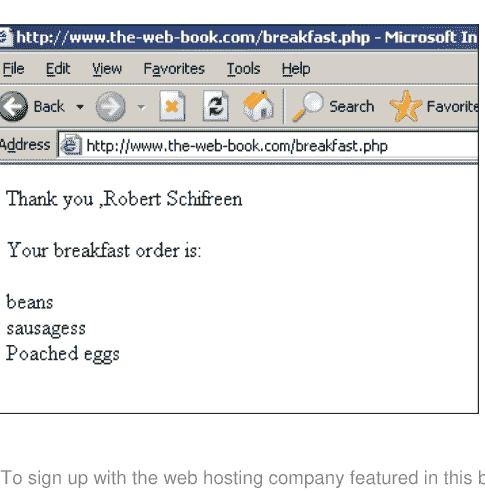 http://www.the-web-book.com/breakfast.php - Microsoft In
File Edit View Favorites Tools Help
Back Search Favorite
Address http://www.the-web-book.com/breakfast.php
Thank you ,Robert Schifreen
Your breakfast order is:
beans
sausagess
Poached eggs
To sign up with the web hosting company featured in this b